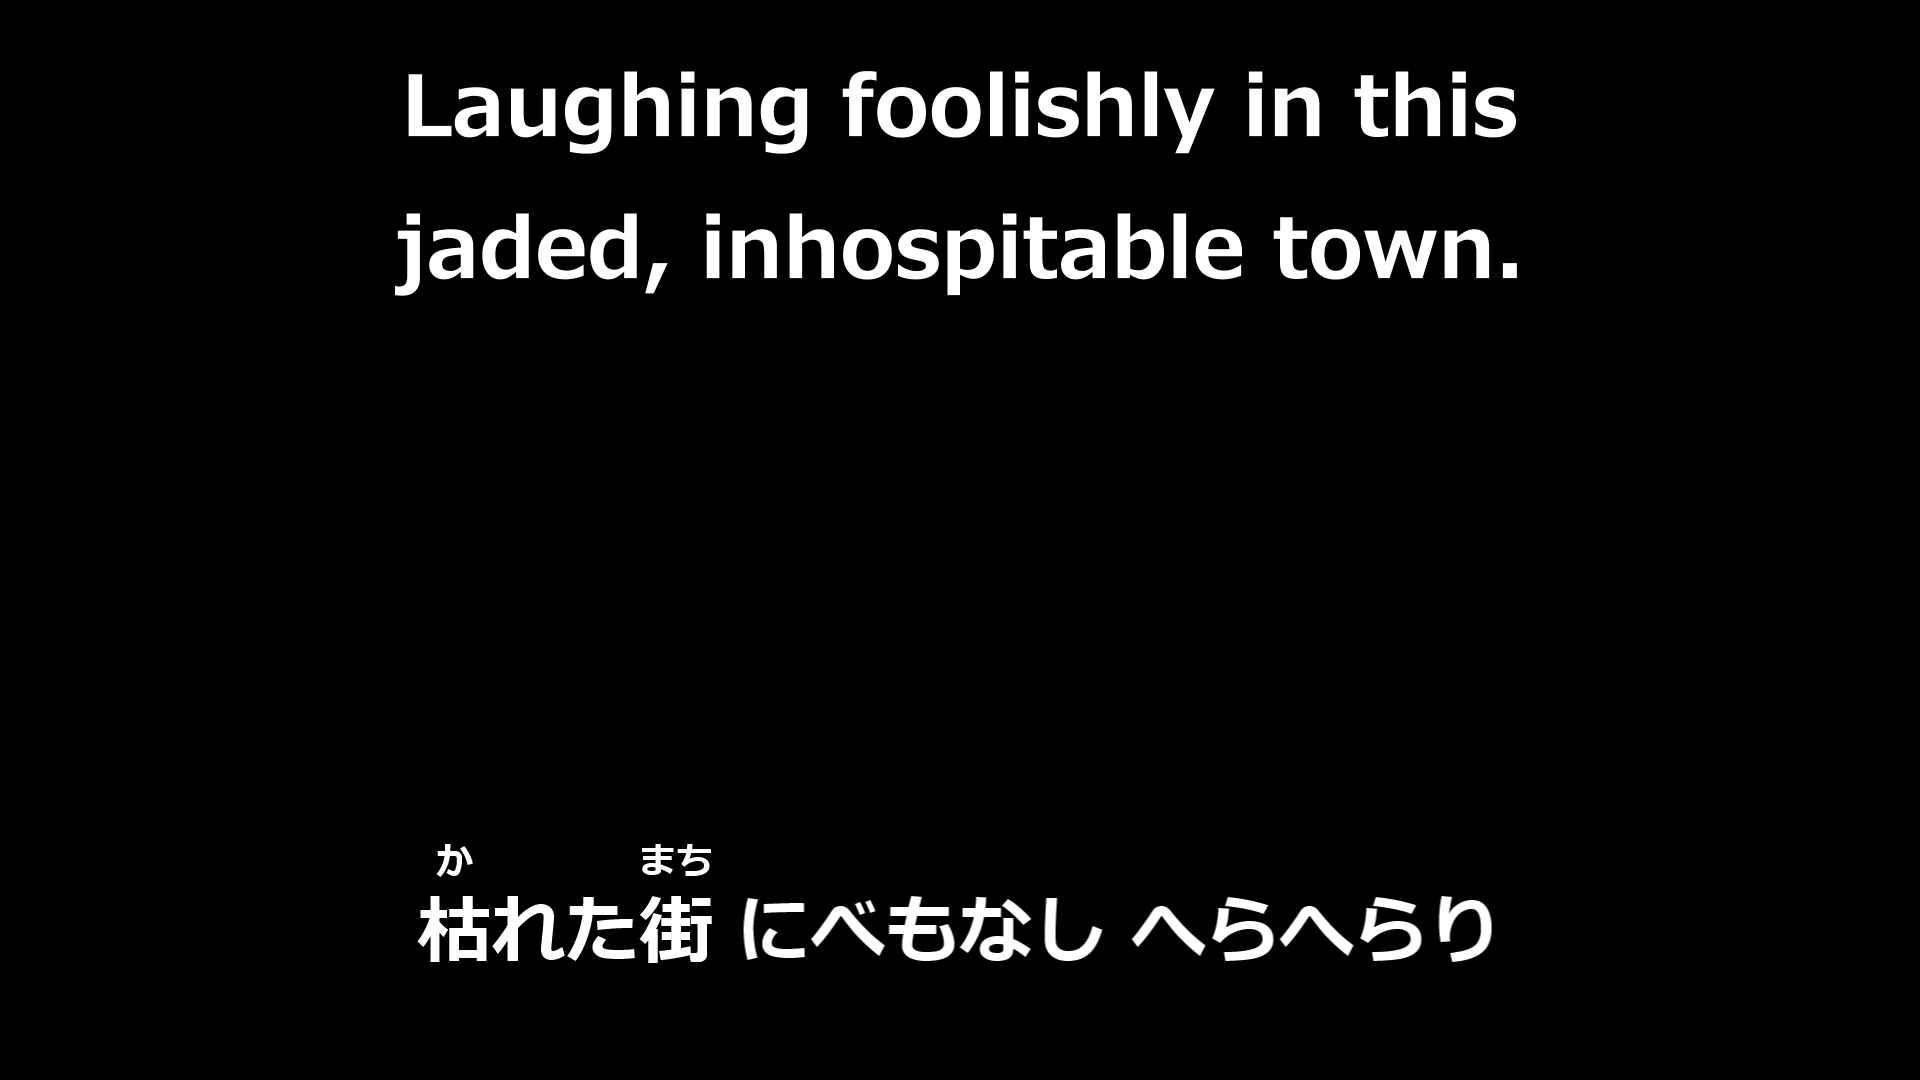 Laughing foolishly in this
jaded, inhospitable town.
か まち
枯れた街 にべもなし へらへらり